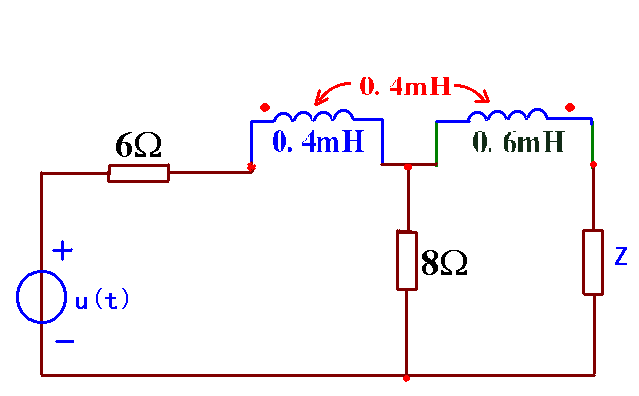 0. 4mH
6Ω
0. 4mH
0. 6mH
+
8Ω
Z
u(t)
−